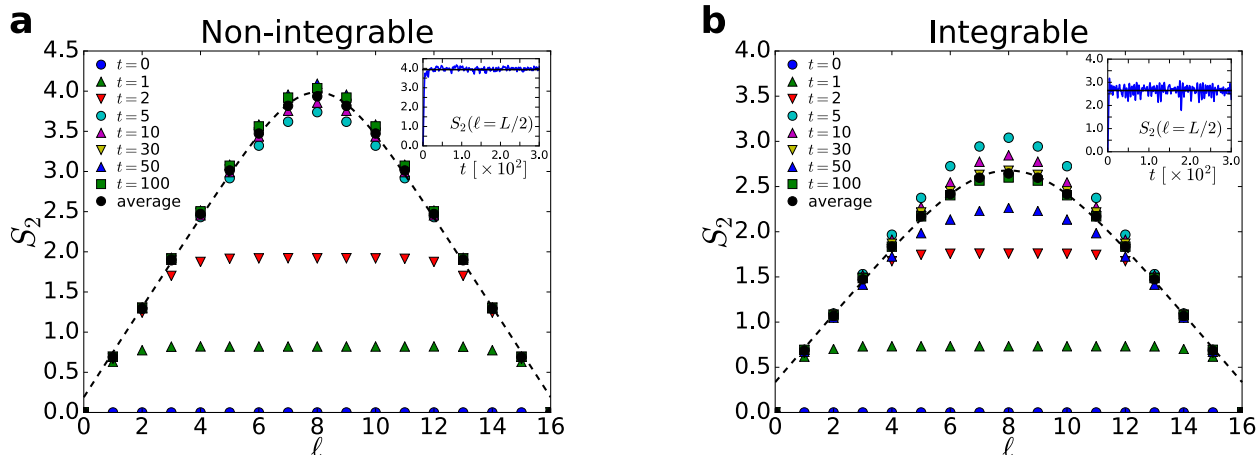 a
Non-integrable
4.5
4.0
3.5
3.0
2.5
2.0
1.5
1.0
0.5
0.0
S₂
t = 0
t = 1
t = 2
t = 5
t = 10
t = 30
t = 50
t = 100
average
4.0
3.0
2.0
1.0
0.0
S₂(ℓ = L/2)
0 1.0 2.0 3.0
t [×10²]
0 2 4 6 8 10 12 14 16
ℓ
b
Integrable
4.0
3.5
3.0
2.5
2.0
1.5
1.0
0.5
0.0
S₂
t = 0
t = 1
t = 2
t = 5
t = 10
t = 30
t = 50
t = 100
average
4.0
3.0
2.0
1.0
0.0
S₂(ℓ = L/2)
0 1.0 2.0 3.0
t [×10²]
0 2 4 6 8 10 12 14 16
ℓ